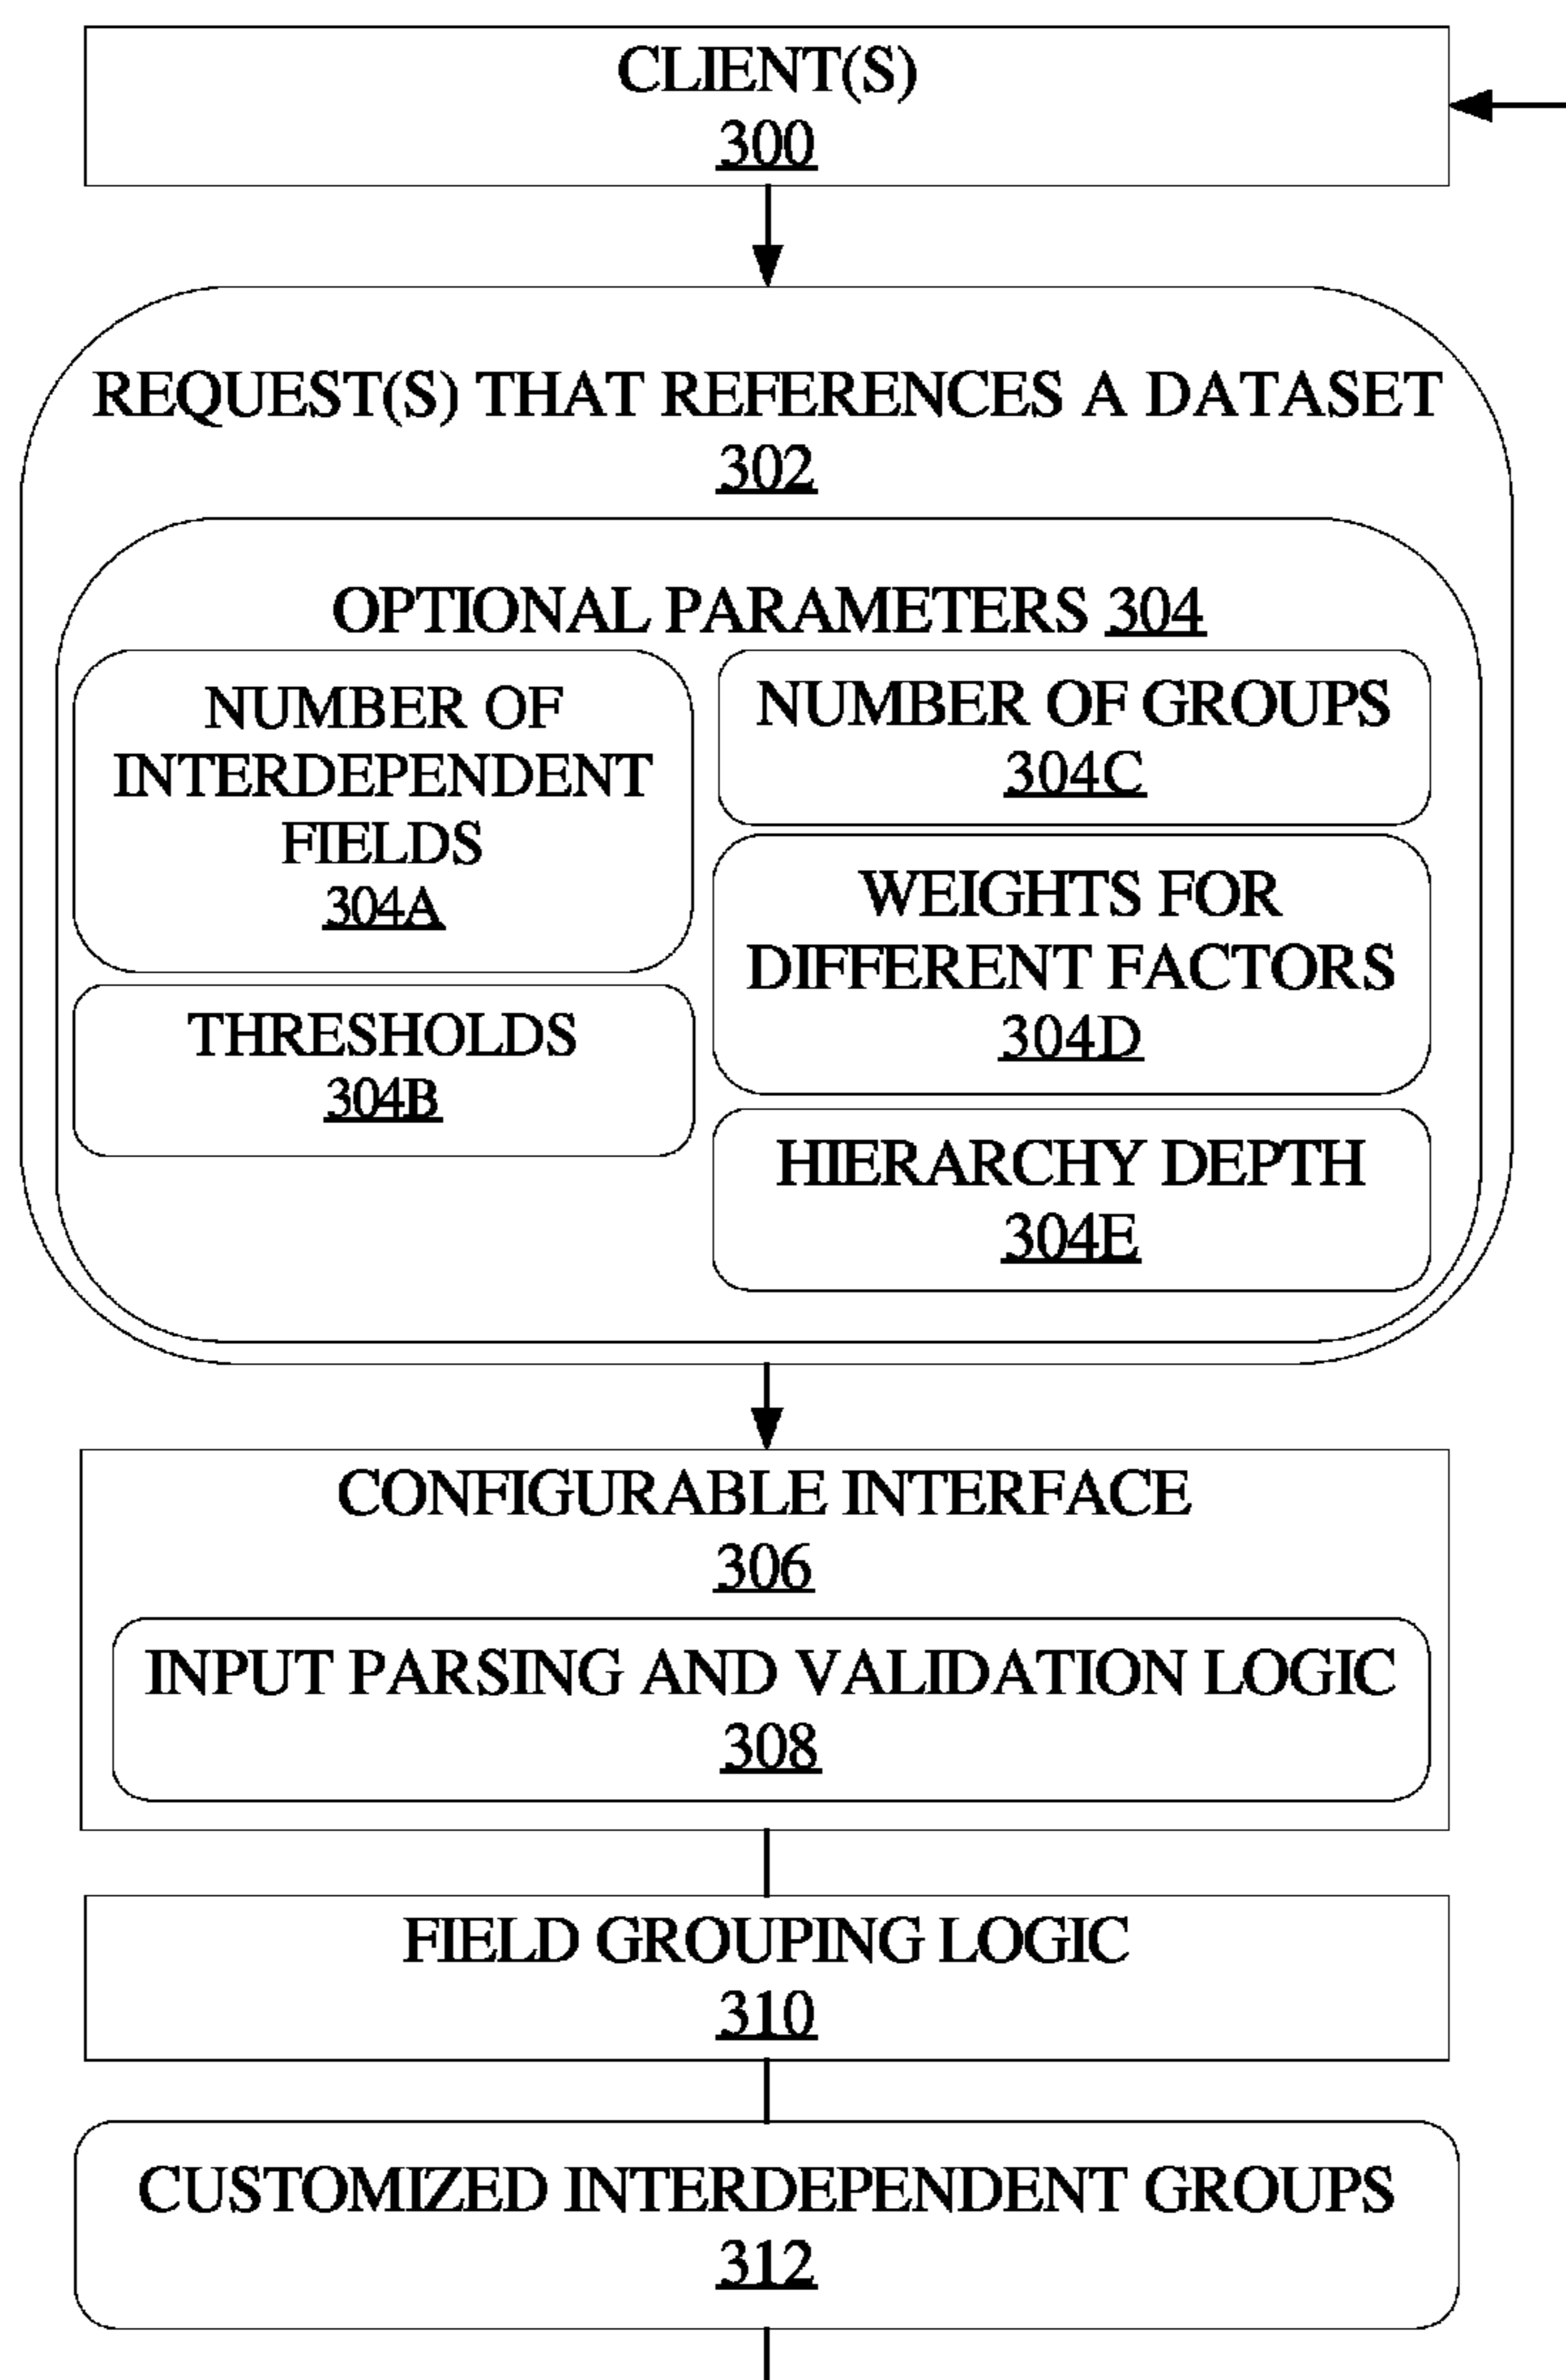 CLIENT(S)
300
REQUEST(S) THAT REFERENCES A DATASET
302
OPTIONAL PARAMETERS 304
NUMBER OF
INTERDEPENDENT
FIELDS
304A
THRESHOLDS
304B
NUMBER OF GROUPS
304C
WEIGHTS FOR
DIFFERENT FACTORS
304D
HIERARCHY DEPTH
304E
CONFIGURABLE INTERFACE
306
INPUT PARSING AND VALIDATION LOGIC
308
FIELD GROUPING LOGIC
310
CUSTOMIZED INTERDEPENDENT GROUPS
312